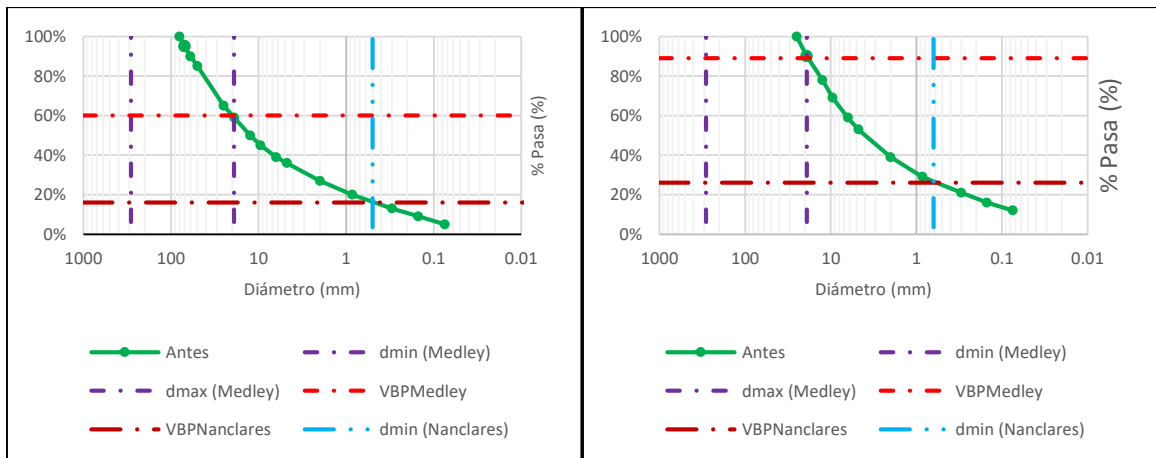 100%
80%
60%
40%
20%
0%
1000 100 10 1 0.1 0.01
% Pasa (%)
Diámetro (mm)
Antes
dmin (Medley)
dmax (Medley)
VBPMedley
VBPNanclares
dmin (Nanclares)
100%
80%
60%
40%
20%
0%
1000 100 10 1 0.1 0.01
% Pasa (%)
Diámetro (mm)
Antes
dmin (Medley)
dmax (Medley)
VBPMedley
VBPNanclares
dmin (Nanclares)